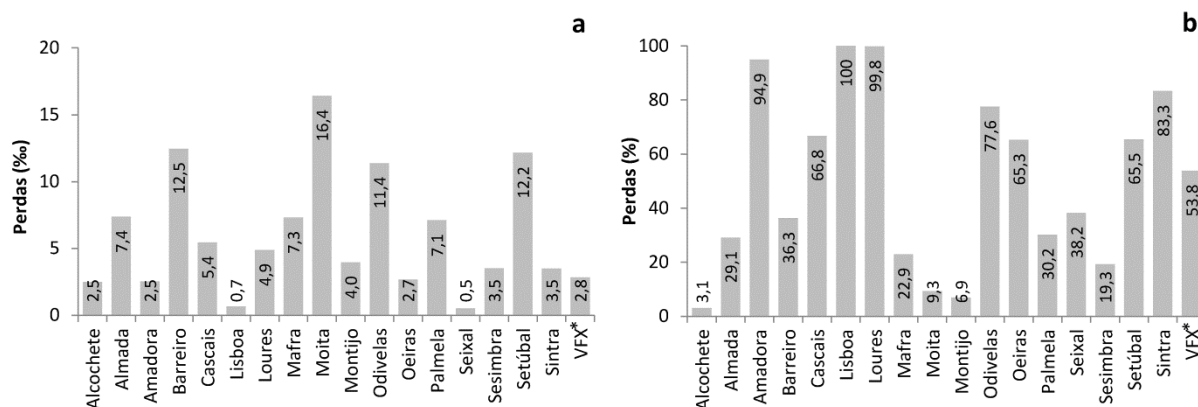 a
Perdas (‰)
20
15
10
5
0
2,5
7,4
2,5
12,5
5,4
0,7
4,9
7,3
16,4
4,0
11,4
2,7
7,1
0,5
3,5
12,2
3,5
2,8
Alcochete
Almada
Amadora
Barreiro
Cascais
Lisboa
Loures
Mafra
Moita
Montijo
Odivelas
Oeiras
Palmela
Seixal
Sesimbra
Setúbal
Sintra
VFX*
b
Perdas (%)
100
80
60
40
20
0
3,1
29,1
94,9
36,3
66,8
100
99,8
22,9
9,3
6,9
77,6
65,3
30,2
38,2
19,3
65,5
83,3
53,8
Alcochete
Almada
Amadora
Barreiro
Cascais
Lisboa
Loures
Mafra
Moita
Montijo
Odivelas
Oeiras
Palmela
Seixal
Sesimbra
Setúbal
Sintra
VFX*